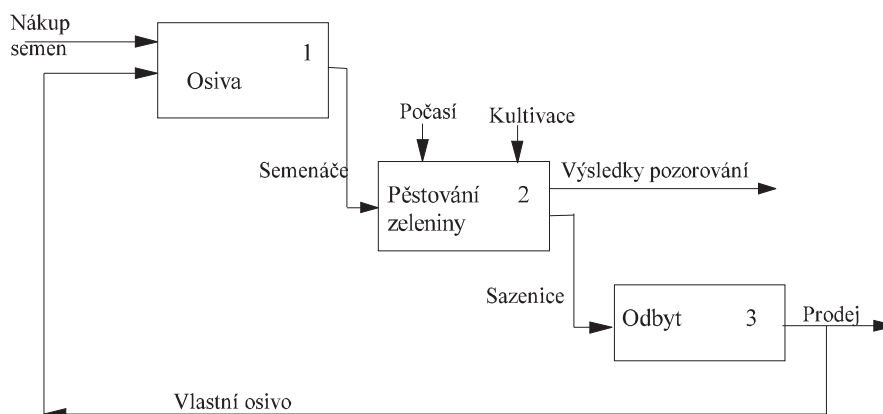 Nákup
semen
1
Osiva
Počasí
Kultivace
Semenáče
Výsledky pozorování
Pěstování 2
zeleniny
Sazenice
Odbyt 3
Prodej
Vlastní osivo